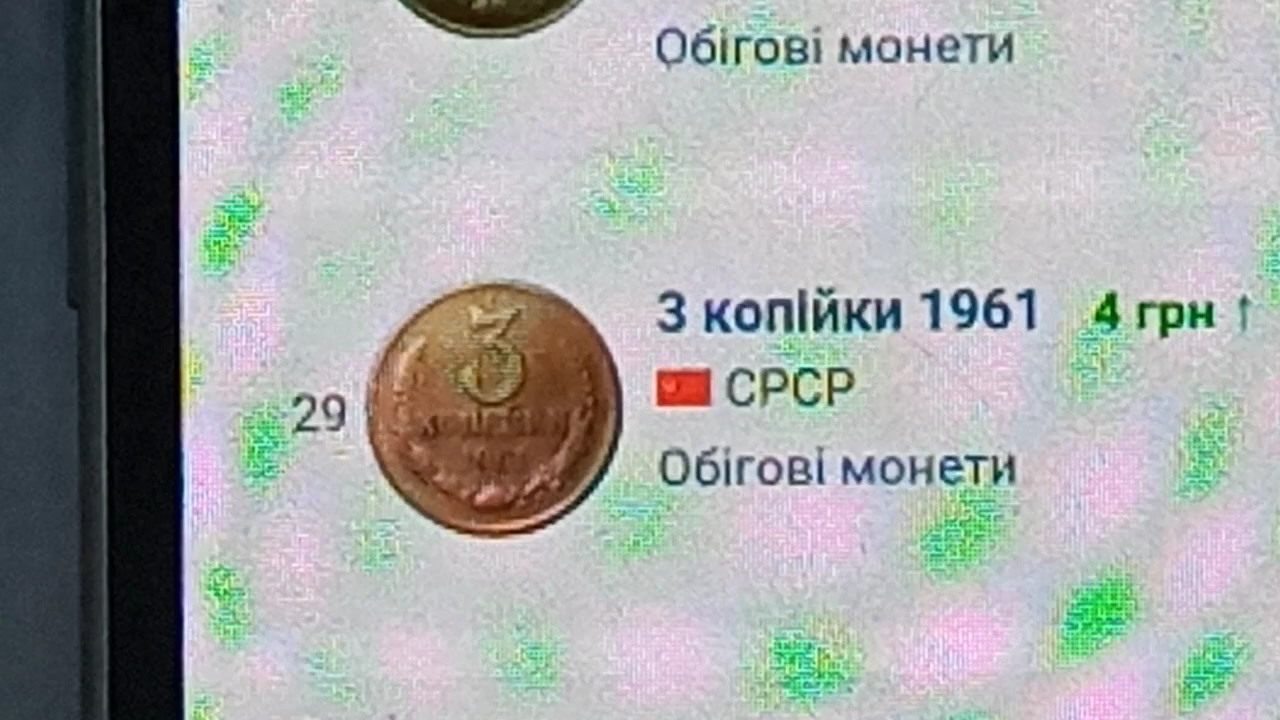 Обігові монети
3 копійки 1961 4 грн ↑
29
СРСР
Обігові монети
3